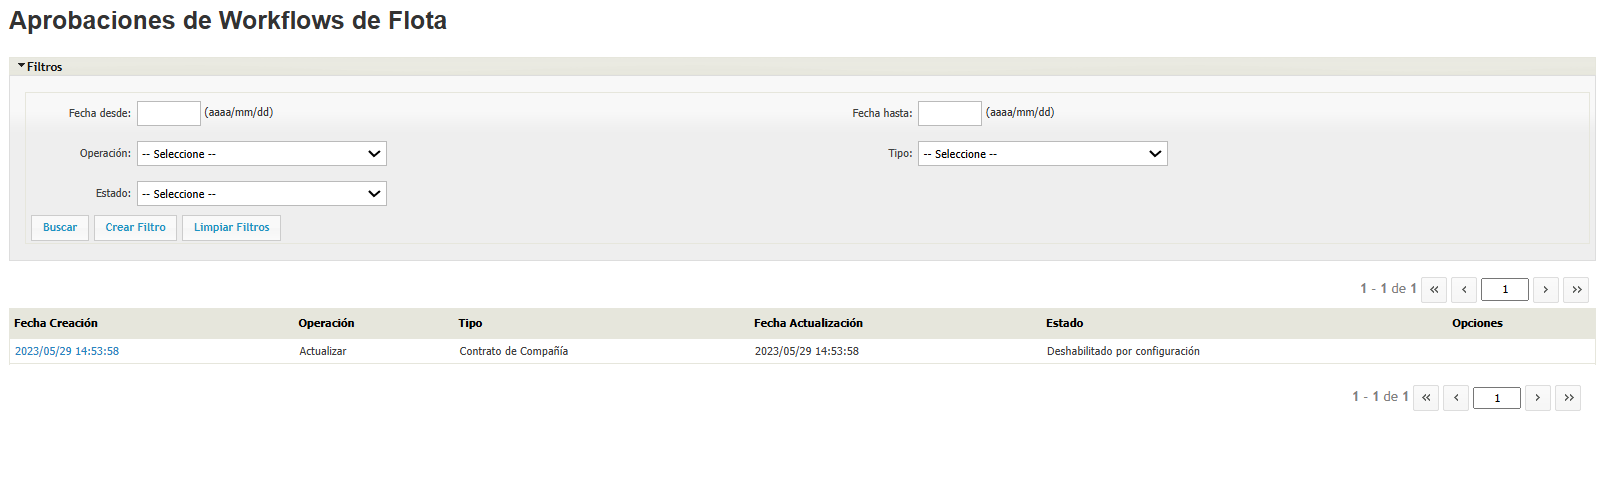 Aprobaciones de Workflows de Flota
Filtros
Fecha desde: (aaaa/mm/dd) Fecha hasta: (aaaa/mm/dd)
Operación: -- Seleccione -- Tipo: -- Seleccione --
Estado: -- Seleccione --
Buscar Crear Filtro Limpiar Filtros
1 - 1 de 1 ‹‹ ‹ 1 › ››
Fecha Creación Operación Tipo Fecha Actualización Estado Opciones
2023/05/29 14:53:58 Actualizar Contrato de Compañía 2023/05/29 14:53:58 Deshabilitado por configuración
1 - 1 de 1 ‹‹ ‹ 1 › ››